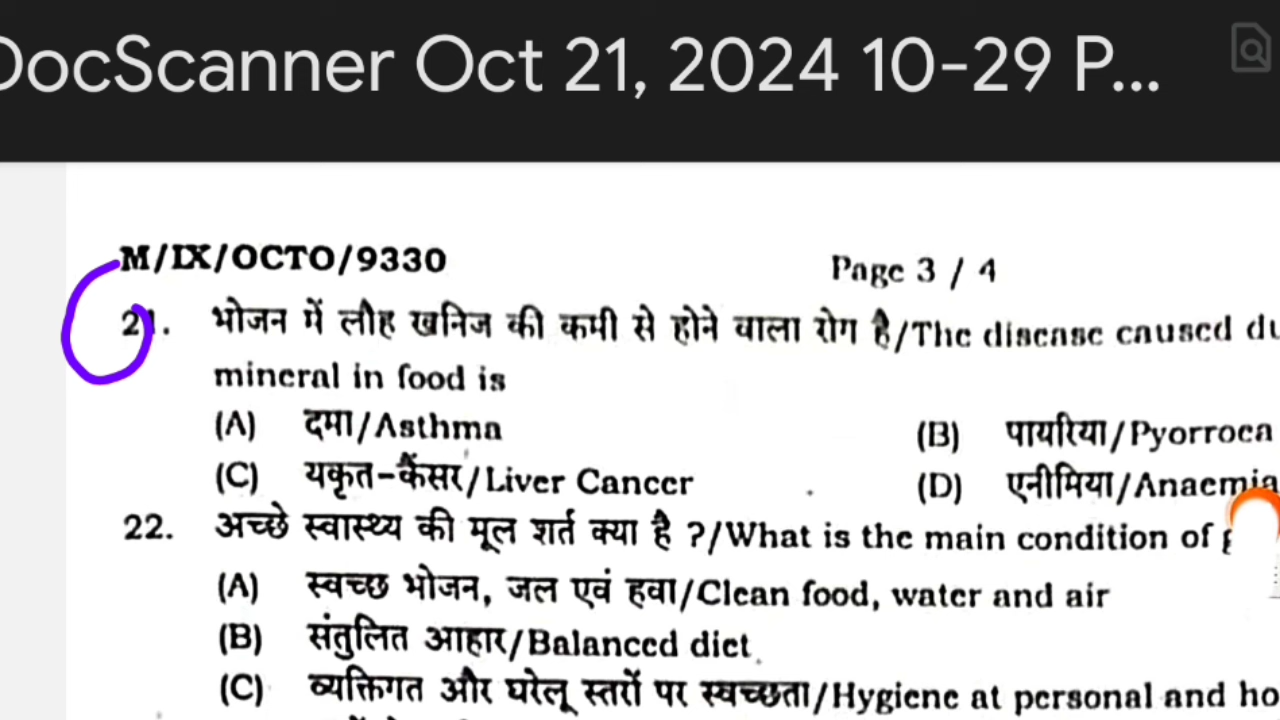 DocScanner Oct 21, 2024 10-29 P...
M/IX/OCTO/9330
Page 3 / 4
21. भोजन में लौह खनिज की कमी से होने वाला रोग है/The disease caused
mineral in food is
(A) दमा/Asthma
(B) पायरिया/Pyorroea
(C) यकृत-कैंसर/Liver Cancer
(D) एनीमिया/Anaemia
22. अच्छे स्वास्थ्य की मूल शर्त क्या है ?/What is the main condition of
(A) स्वच्छ भोजन, जल एवं हवा/Clean food, water and air
(B) संतुलित आहार/Balanced diet
(C) व्यक्तिगत और घरेलू स्तरों पर स्वच्छता/Hygiene at personal and